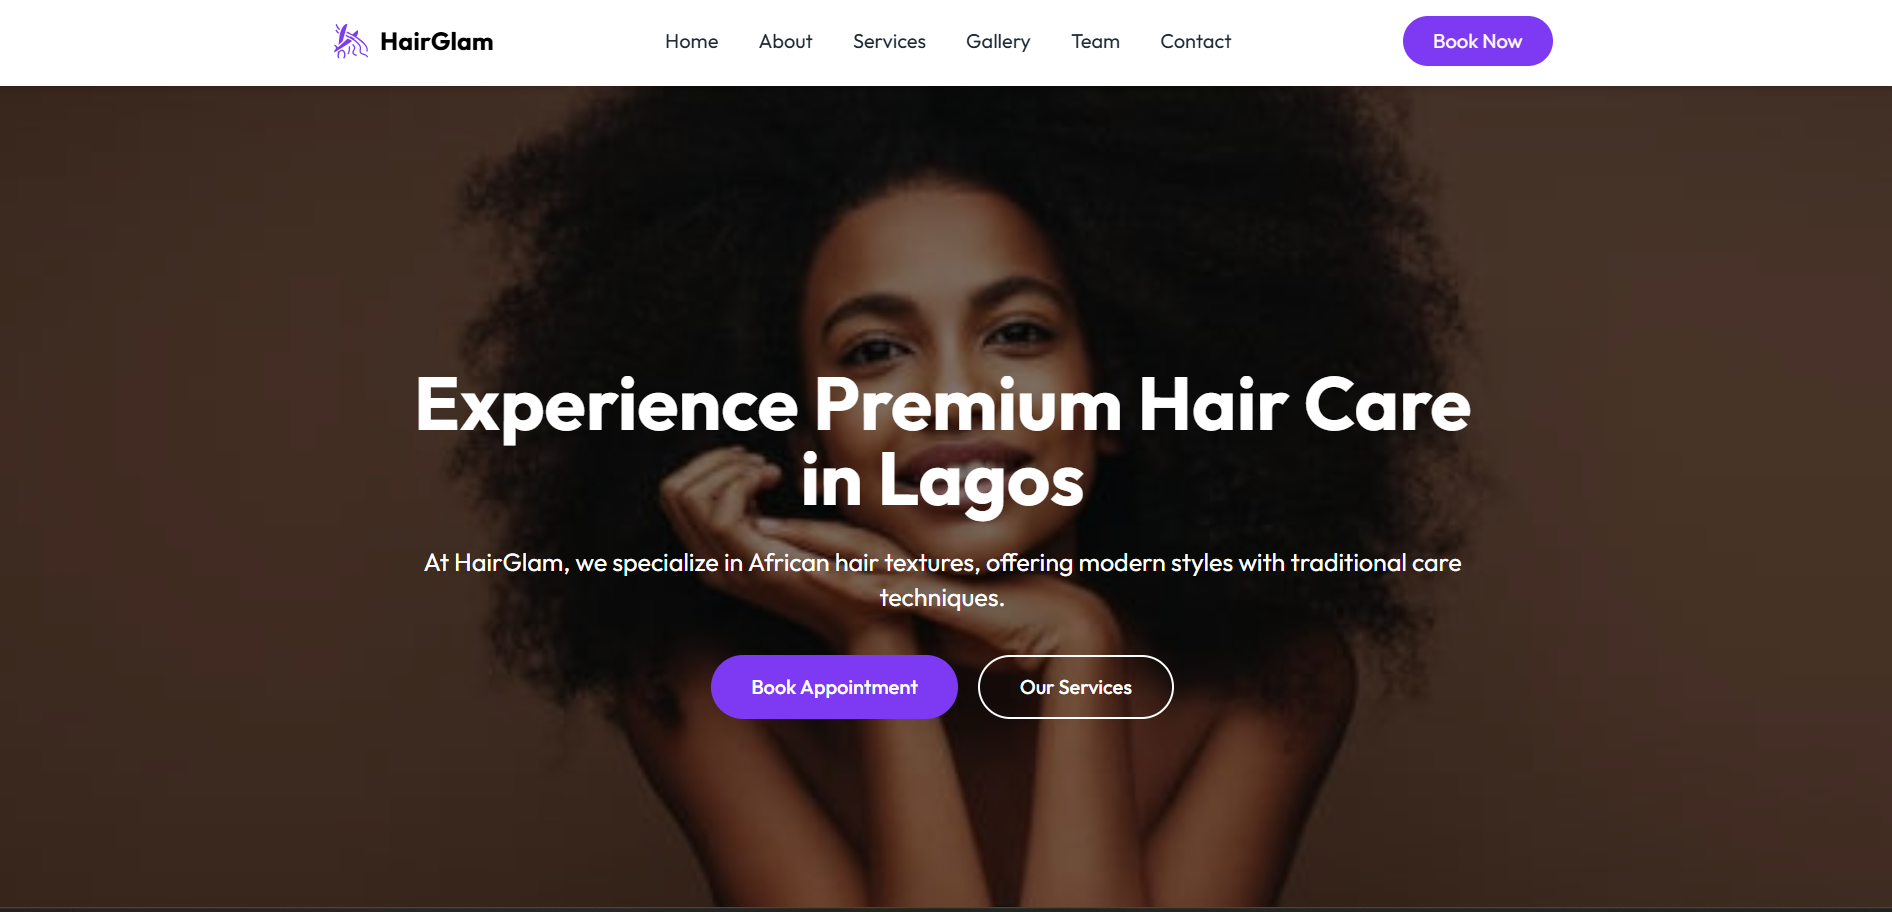 HairGlam
Home About Services Gallery Team Contact
Book Now
Experience Premium Hair Care
in Lagos
At HairGlam, we specialize in African hair textures, offering modern styles with traditional care
techniques.
Book Appointment
Our Services